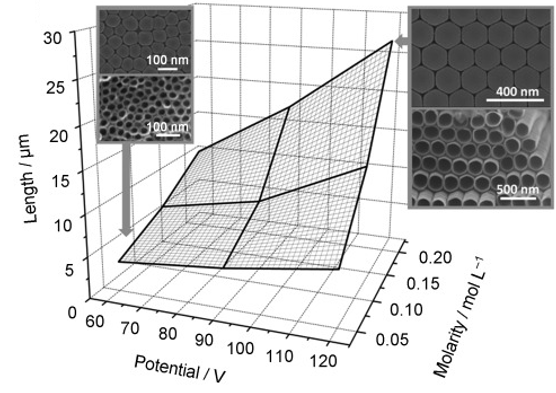 30
25
20
15
10
5
0
Length / µm
60
70
80
90
100
110
120
Potential / V
0.05
0.10
0.15
0.20
Molarity / mol L⁻¹
100 nm
100 nm
400 nm
500 nm